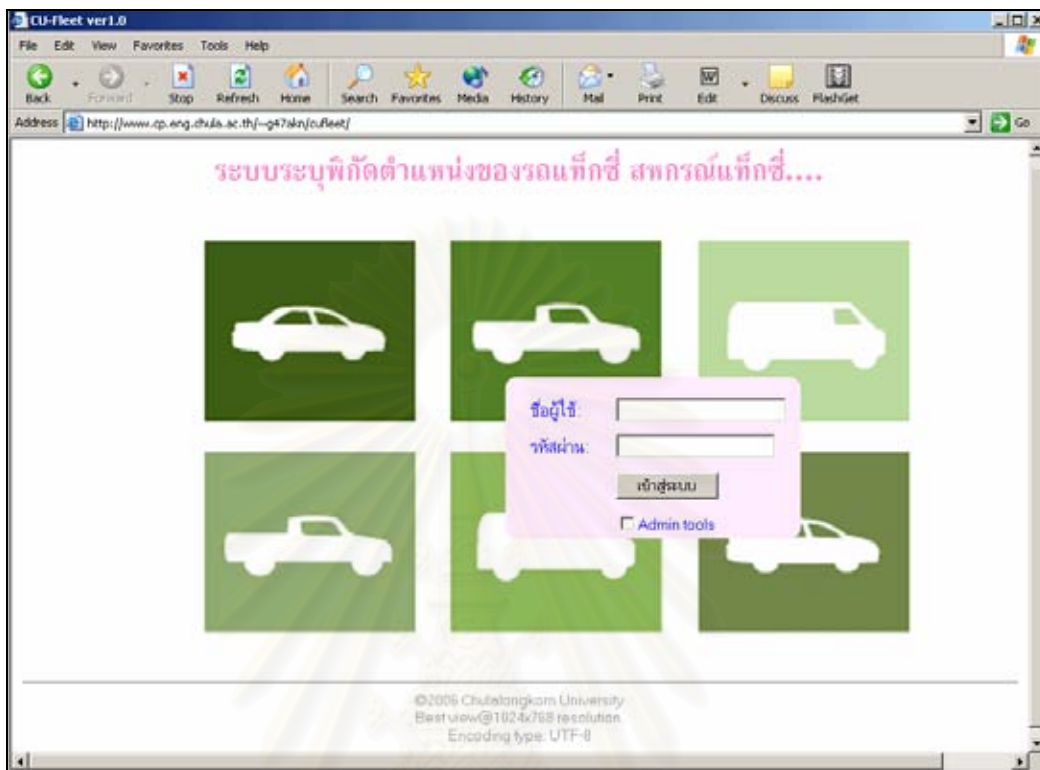 CU-Fleet ver1.0
File Edit View Favorites Tools Help
Back Forward Stop Refresh Home Search Favorites Media History Mail Print Edit Discuss FlashGet
Address http://www.cp.eng.chula.ac.th/~g47akn/cufleet/ Go
ระบบระบุพิกัดตำแหน่งของรถแท็กซี่ สหกรณ์แท็กซี่....
ชื่อผู้ใช้:
รหัสผ่าน:
เข้าสู่ระบบ
Admin tools
©2006 Chulalongkorn University
Best view@1024x768 resolution
Encoding type: UTF-8